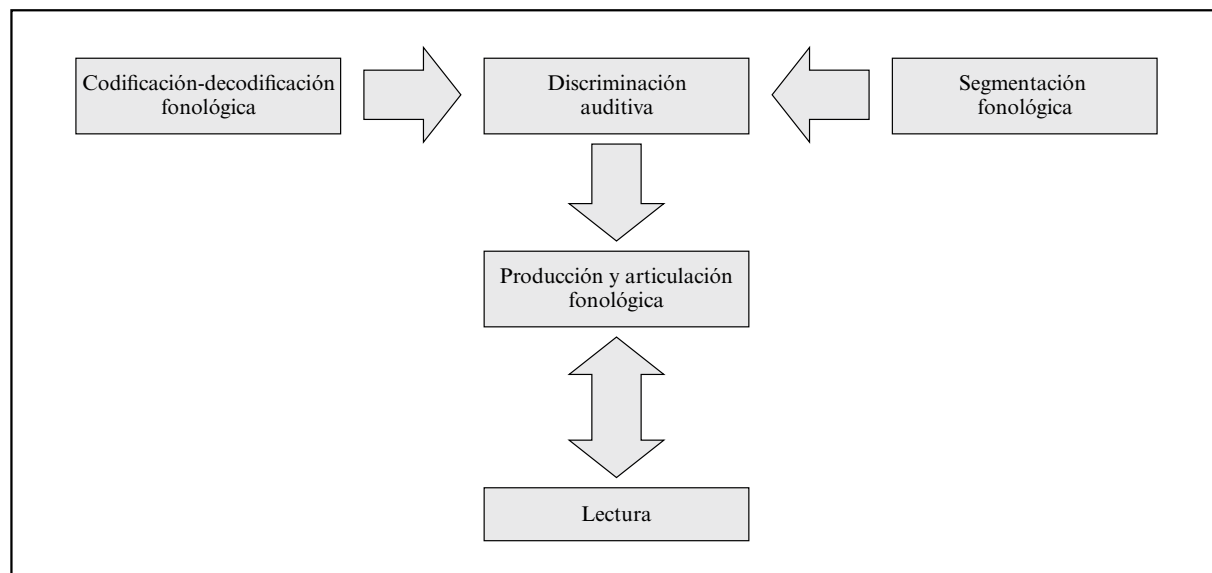 Codificación-decodificación
fonológica
Discriminación
auditiva
Segmentación
fonológica
Producción y articulación
fonológica
Lectura